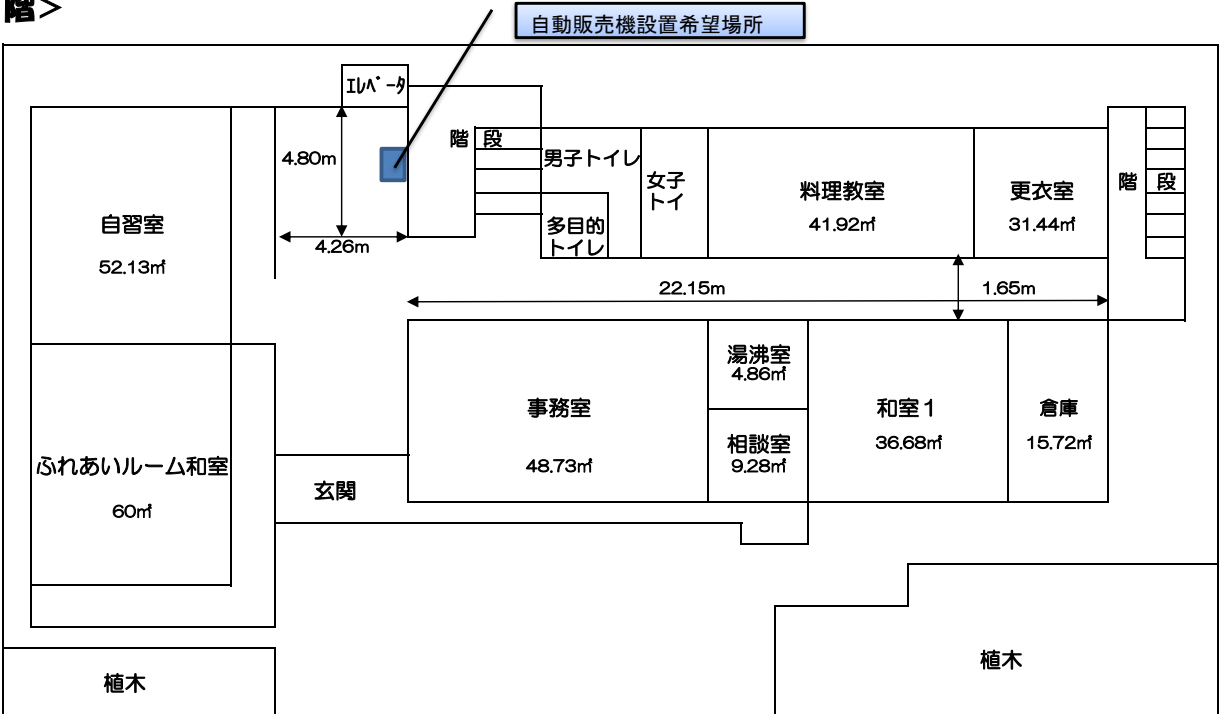 階＞
自動販売機設置希望場所
ｴﾚﾍﾞｰﾀ
階 段
4.80m
4.26m
自習室
52.13㎡
男子トイレ
多目的
トイレ
女子
トイ
料理教室
41.92㎡
更衣室
31.44㎡
階 段
22.15m
1.65m
湯沸室
4.86㎡
事務室
48.73㎡
相談室
9.28㎡
和室１
36.68㎡
倉庫
15.72㎡
ふれあいルーム和室
60㎡
玄関
植木
植木